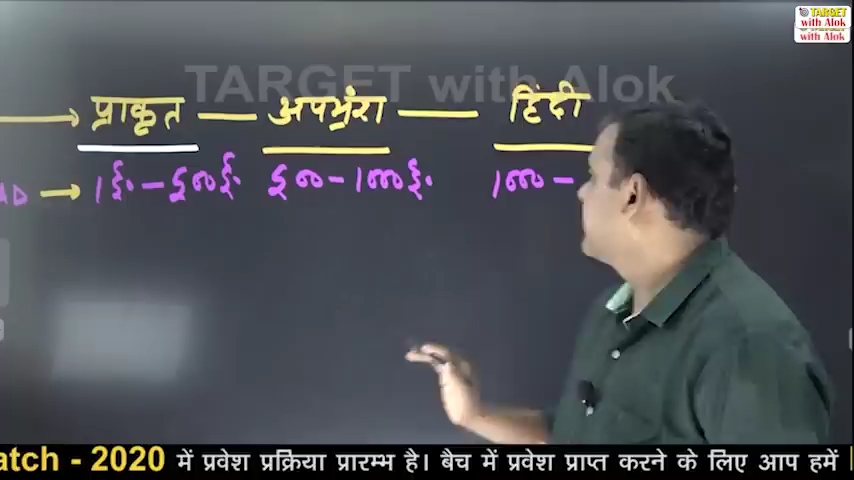 TARGET
with Alok
with Alok
TARGET with Alok
प्राकृत — अपभ्रंश — हिंदी
AD → 1ई॰ – 500ई॰ 500 – 1000ई॰ 1000 –
atch - 2020 में प्रवेश प्रक्रिया प्रारम्भ है। बैच में प्रवेश प्राप्त करने के लिए आप हमें